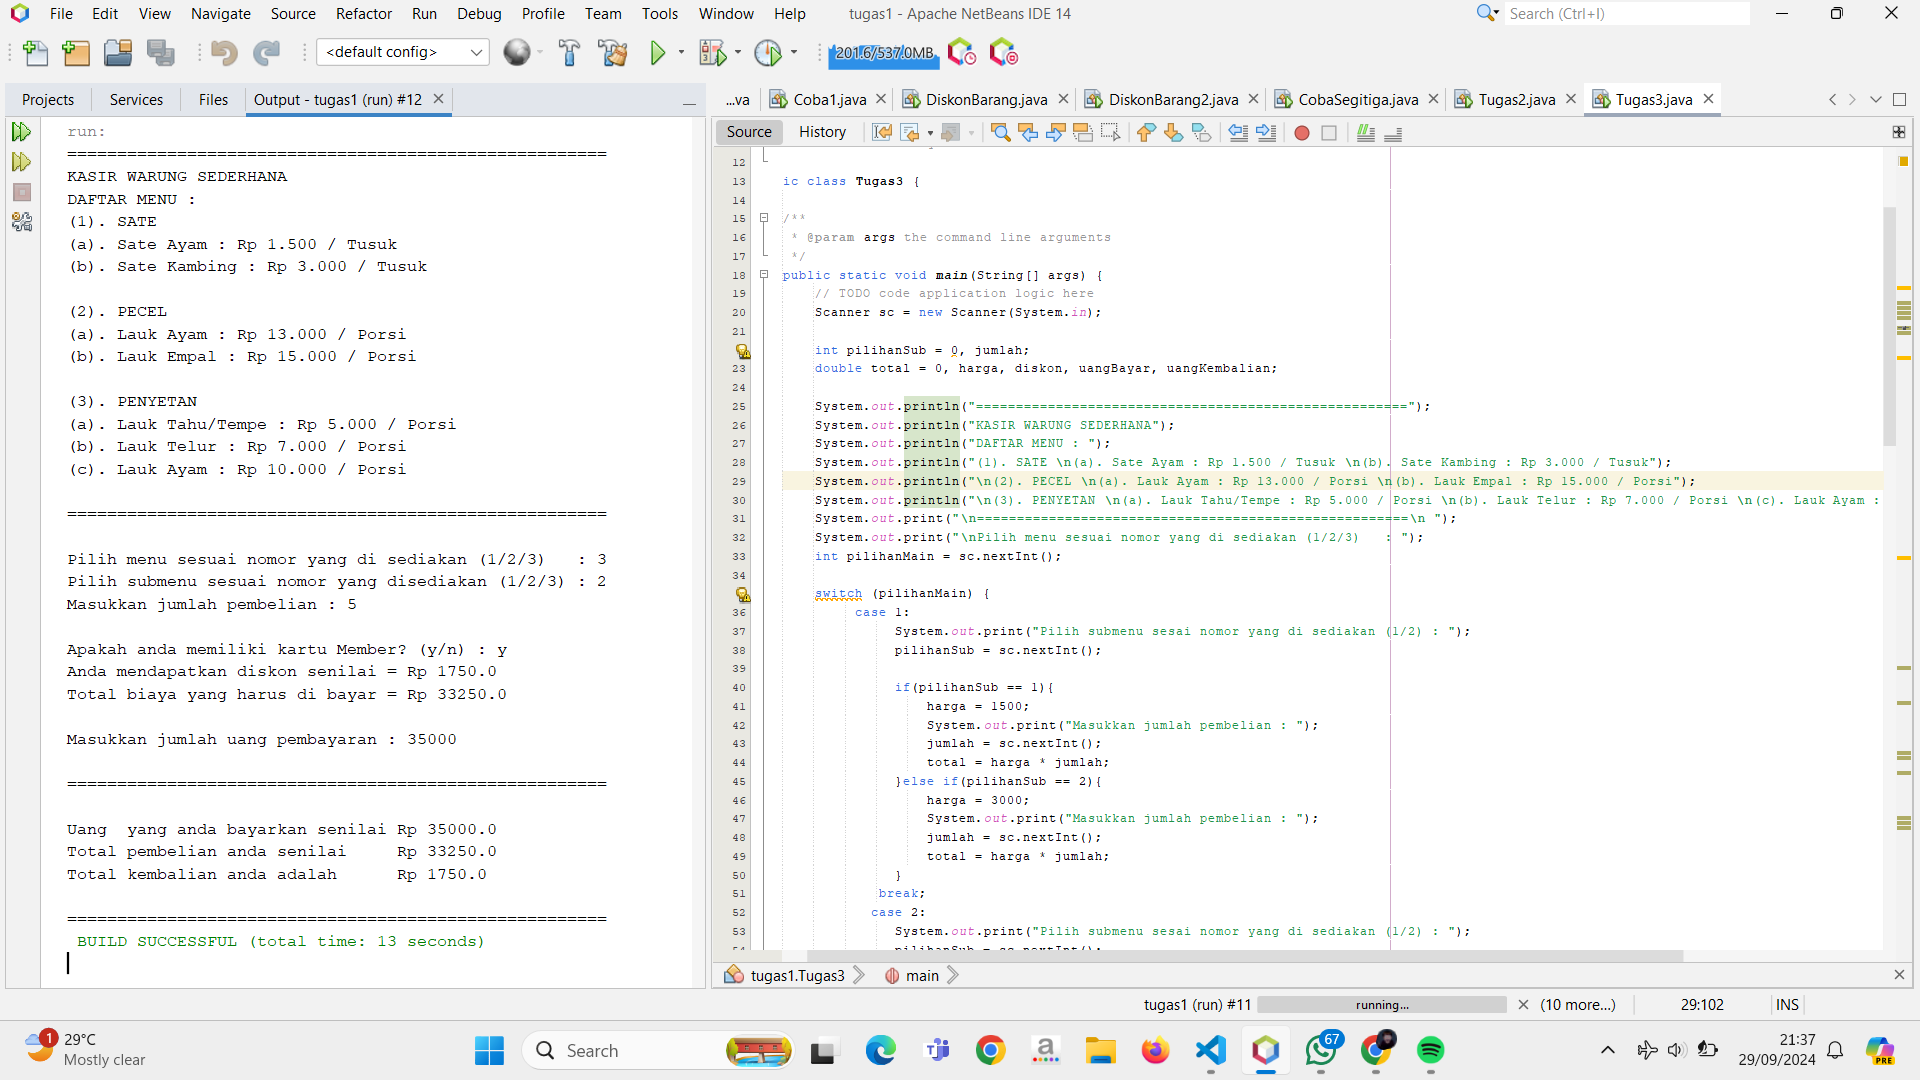 File Edit View Navigate Source Refactor Run Debug Profile Team Tools Window Help tugas1 - Apache NetBeans IDE 14 Search (Ctrl+I)
<default config> 201.6/537.0MB
Projects Services Files Output - tugas1 (run) #12
...va Coba1.java DiskonBarang.java DiskonBarang2.java CobaSegitiga.java Tugas2.java Tugas3.java
Source History
run:
======================================================
KASIR WARUNG SEDERHANA
DAFTAR MENU :
(1). SATE
(a). Sate Ayam : Rp 1.500 / Tusuk
(b). Sate Kambing : Rp 3.000 / Tusuk
(2). PECEL
(a). Lauk Ayam : Rp 13.000 / Porsi
(b). Lauk Empal : Rp 15.000 / Porsi
(3). PENYETAN
(a). Lauk Tahu/Tempe : Rp 5.000 / Porsi
(b). Lauk Telur : Rp 7.000 / Porsi
(c). Lauk Ayam : Rp 10.000 / Porsi
======================================================
Pilih menu sesuai nomor yang di sediakan (1/2/3)   : 3
Pilih submenu sesuai nomor yang disediakan (1/2/3) : 2
Masukkan jumlah pembelian : 5
Apakah anda memiliki kartu Member? (y/n) : y
Anda mendapatkan diskon senilai = Rp 1750.0
Total biaya yang harus di bayar = Rp 33250.0
Masukkan jumlah uang pembayaran : 35000
======================================================
Uang  yang anda bayarkan senilai Rp 35000.0
Total pembelian anda senilai     Rp 33250.0
Total kembalian anda adalah      Rp 1750.0
======================================================
BUILD SUCCESSFUL (total time: 13 seconds)
12
13 ic class Tugas3 {
14
15 /**
16 * @param args the command line arguments
17 */
18 public static void main(String[] args) {
19 // TODO code application logic here
20 Scanner sc = new Scanner(System.in);
21
int pilihanSub = 0, jumlah;
23 double total = 0, harga, diskon, uangBayar, uangKembalian;
24
25 System.out.println("======================================================");
26 System.out.println("KASIR WARUNG SEDERHANA");
27 System.out.println("DAFTAR MENU : ");
28 System.out.println("(1). SATE \n(a). Sate Ayam : Rp 1.500 / Tusuk \n(b). Sate Kambing : Rp 3.000 / Tusuk");
29 System.out.println("\n(2). PECEL \n(a). Lauk Ayam : Rp 13.000 / Porsi \n(b). Lauk Empal : Rp 15.000 / Porsi");
30 System.out.println("\n(3). PENYETAN \n(a). Lauk Tahu/Tempe : Rp 5.000 / Porsi \n(b). Lauk Telur : Rp 7.000 / Porsi \n(c). Lauk Ayam :
31 System.out.print("\n======================================================\n ");
32 System.out.print("\nPilih menu sesuai nomor yang di sediakan (1/2/3)   : ");
33 int pilihanMain = sc.nextInt();
34
switch (pilihanMain) {
36 case 1:
37 System.out.print("Pilih submenu sesai nomor yang di sediakan (1/2) : ");
38 pilihanSub = sc.nextInt();
39
40 if(pilihanSub == 1){
41 harga = 1500;
42 System.out.print("Masukkan jumlah pembelian : ");
43 jumlah = sc.nextInt();
44 total = harga * jumlah;
45 }else if(pilihanSub == 2){
46 harga = 3000;
47 System.out.print("Masukkan jumlah pembelian : ");
48 jumlah = sc.nextInt();
49 total = harga * jumlah;
50 }
51 break;
52 case 2:
53 System.out.print("Pilih submenu sesai nomor yang di sediakan (1/2) : ");
tugas1.Tugas3 main
tugas1 (run) #11 running... (10 more...) 29:102 INS
1 29°C
Mostly clear
Search
67
PRE
21:37
29/09/2024